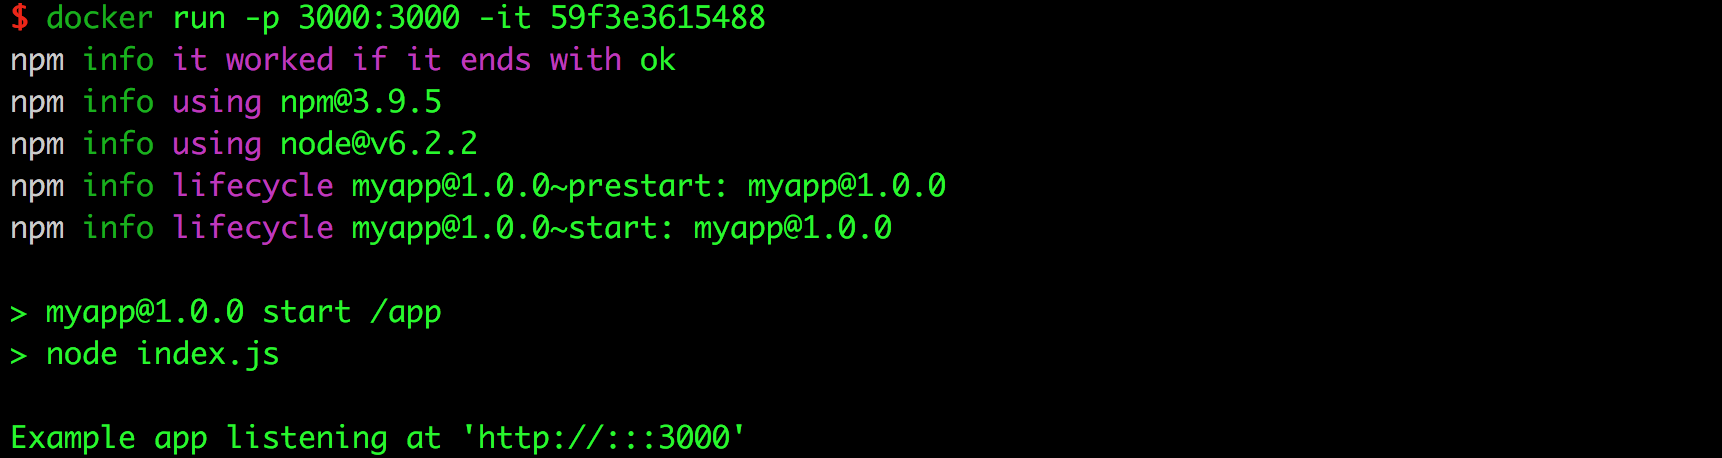 $ docker run -p 3000:3000 -it 59f3e3615488
npm info it worked if it ends with ok
npm info using npm@3.9.5
npm info using node@v6.2.2
npm info lifecycle myapp@1.0.0~prestart: myapp@1.0.0
npm info lifecycle myapp@1.0.0~start: myapp@1.0.0
> myapp@1.0.0 start /app
> node index.js
Example app listening at 'http://:::3000'